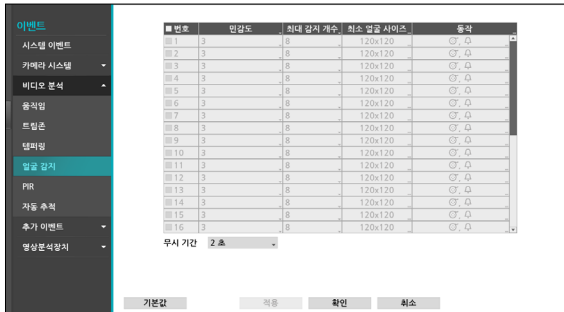 이벤트
시스템 이벤트
카메라 시스템
비디오 분석
움직임
트립존
템퍼링
얼굴 감지
PIR
자동 추적
추가 이벤트
영상분석장치
번호 민감도 최대 감지 개수 최소 얼굴 사이즈 동작
1 3 8 120x120
2 3 8 120x120
3 3 8 120x120
4 3 8 120x120
5 3 8 120x120
6 3 8 120x120
7 3 8 120x120
8 3 8 120x120
9 3 8 120x120
10 3 8 120x120
11 3 8 120x120
12 3 8 120x120
13 3 8 120x120
14 3 8 120x120
15 3 8 120x120
16 3 8 120x120
무시 기간 2 초
기본값 적용 확인 취소